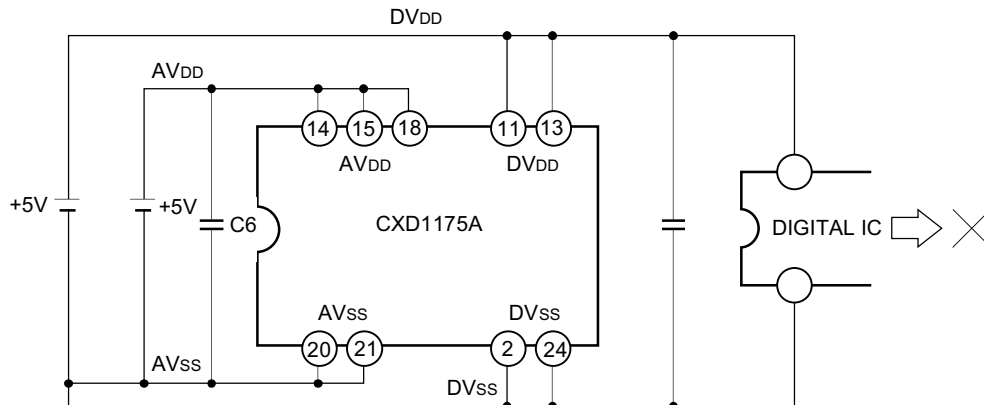 DVDD
AVDD
14 15 18 11 13
AVDD DVDD
+5V +5V C6 CXD1175A DIGITAL IC
AVSS DVSS
20 21 2 24
AVSS
DVSS